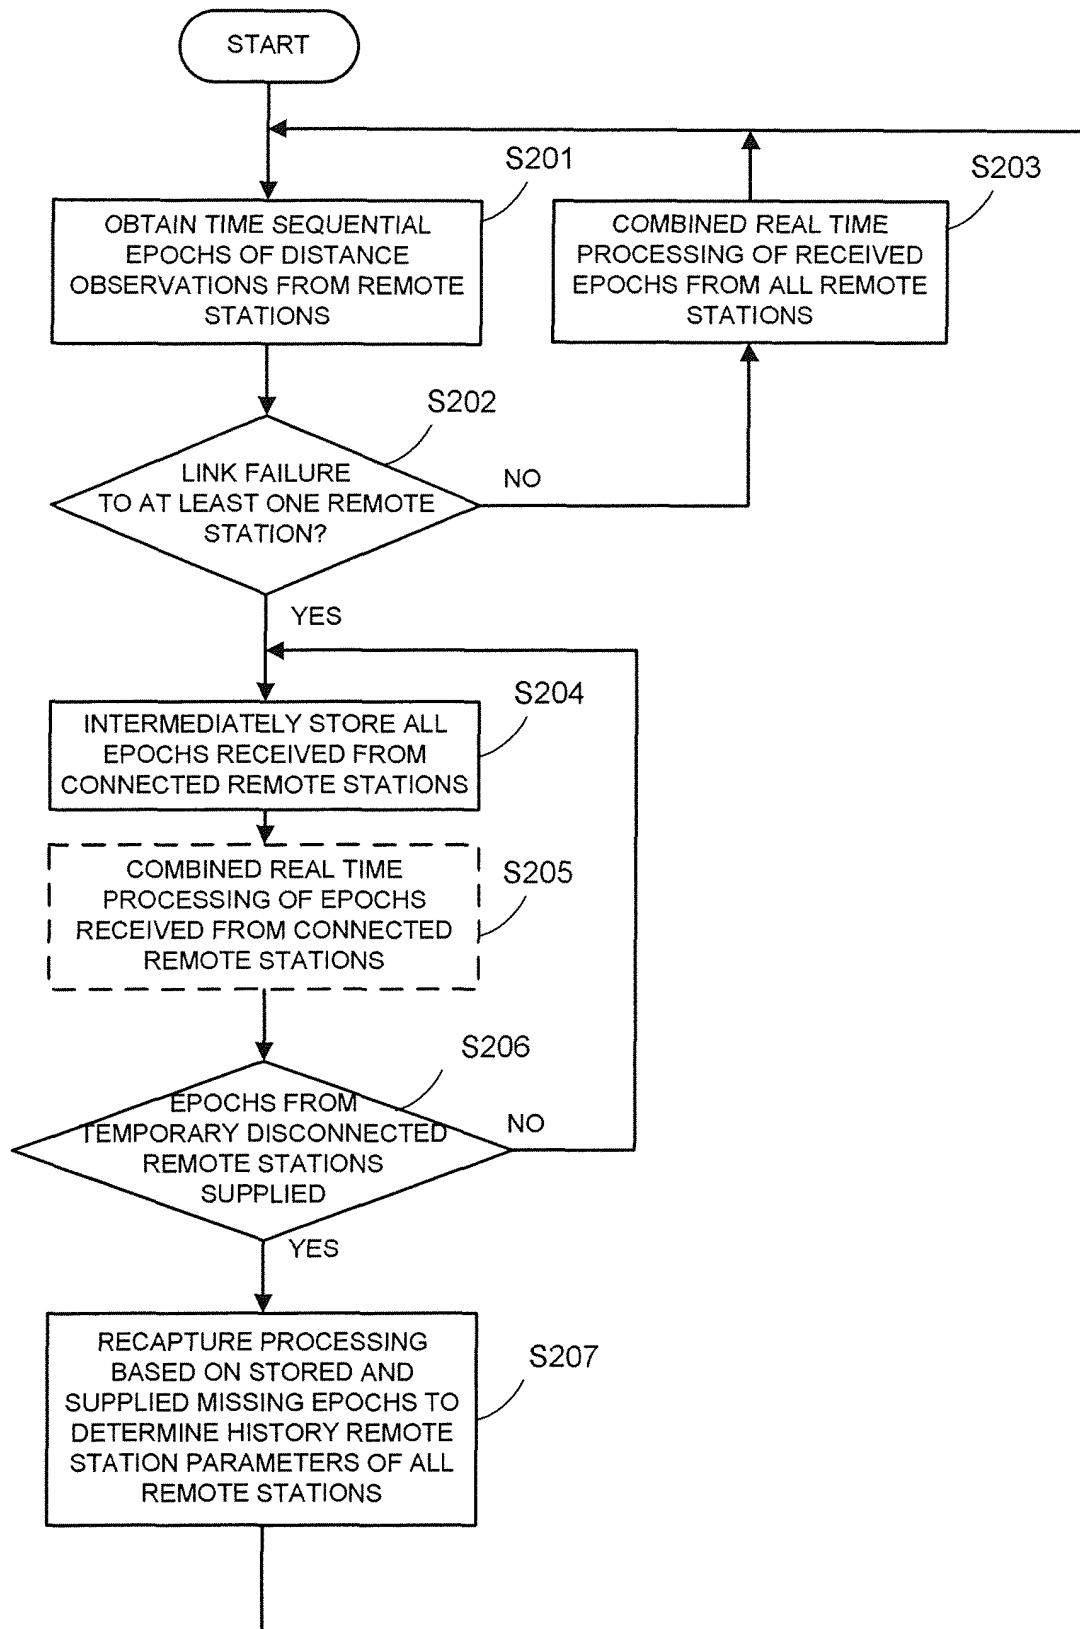 START
S201
OBTAIN TIME SEQUENTIAL
EPOCHS OF DISTANCE
OBSERVATIONS FROM REMOTE
STATIONS
S203
COMBINED REAL TIME
PROCESSING OF RECEIVED
EPOCHS FROM ALL REMOTE
STATIONS
S202
LINK FAILURE
TO AT LEAST ONE REMOTE
STATION?
NO
YES
S204
INTERMEDIATELY STORE ALL
EPOCHS RECEIVED FROM
CONNECTED REMOTE STATIONS
S205
COMBINED REAL TIME
PROCESSING OF EPOCHS
RECEIVED FROM CONNECTED
REMOTE STATIONS
S206
EPOCHS FROM
TEMPORARY DISCONNECTED
REMOTE STATIONS
SUPPLIED
NO
YES
S207
RECAPTURE PROCESSING
BASED ON STORED AND
SUPPLIED MISSING EPOCHS TO
DETERMINE HISTORY REMOTE
STATION PARAMETERS OF ALL
REMOTE STATIONS